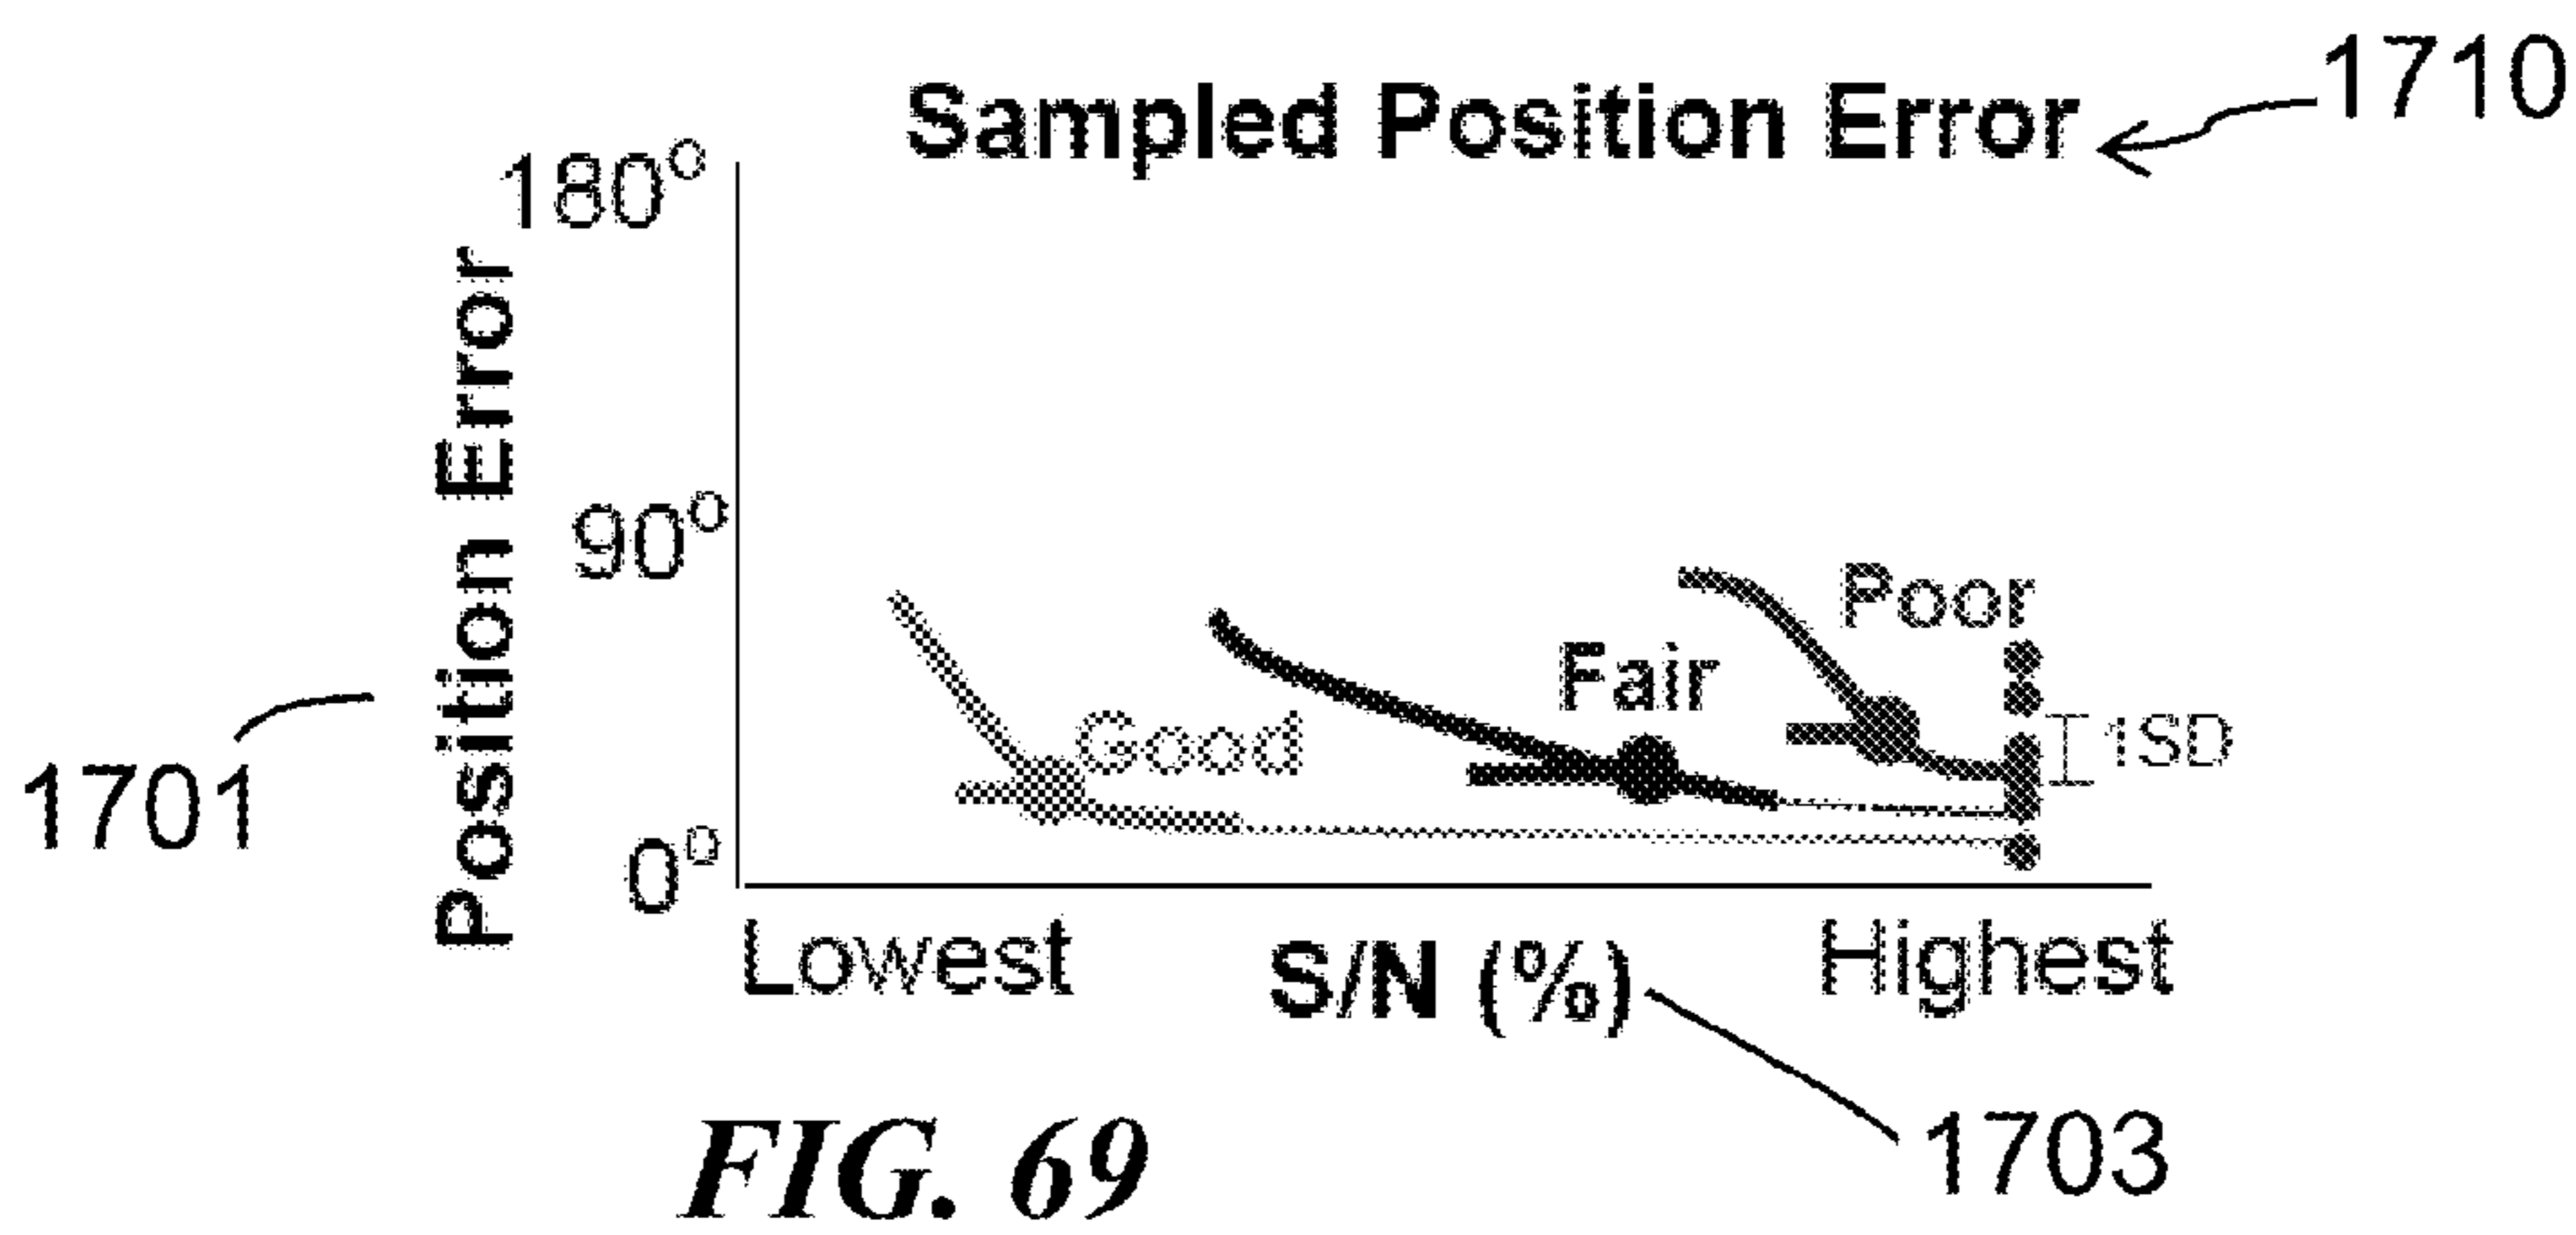 1710
Sampled Position Error
180°
Position Error
90°
Poor
Fair
Good
1SD
1701
0°
Lowest
S/N (%)
Highest
1703
FIG. 69